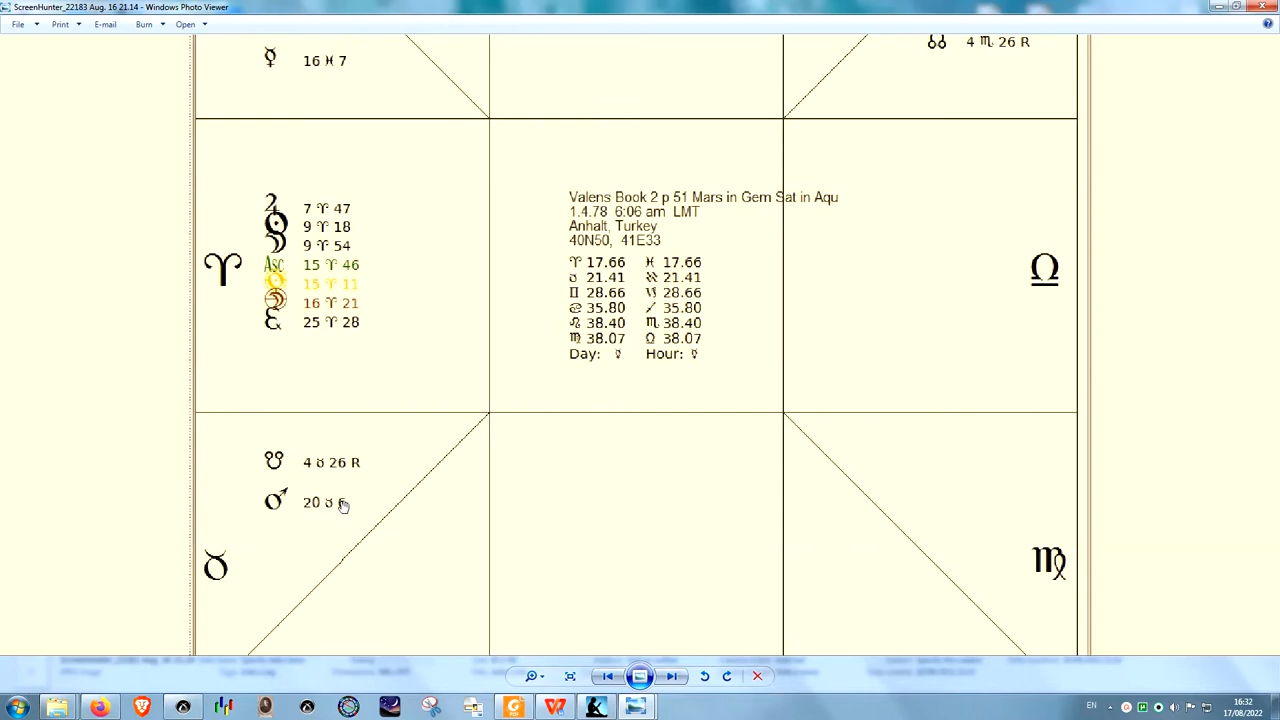 ScreenHunter_22183 Aug. 16 21.14 - Windows Photo Viewer
File Print E-mail Burn Open
☿ 16 ♓ 7
☊ 4 ♏ 26 R
♃ 7 ♈ 47
☉ 9 ♈ 18
☽ 9 ♈ 54
Asc 15 ♈ 46
15 ♈ 11
16 ♈ 21
25 ♈ 28
♈
♎
Valens Book 2 p 51 Mars in Gem Sat in Aqu
1.4.78 6:06 am LMT
Anhalt, Turkey
40N50, 41E33
♈ 17.66 ♓ 17.66
♉ 21.41 ♒ 21.41
♊ 28.66 ♑ 28.66
♋ 35.80 ♐ 35.80
♌ 38.40 ♏ 38.40
♍ 38.07 ♎ 38.07
Day: ☿ Hour: ☿
☋ 4 ♉ 26 R
♂ 20 ♉
♉
♍
EN
16:32
17/08/2022